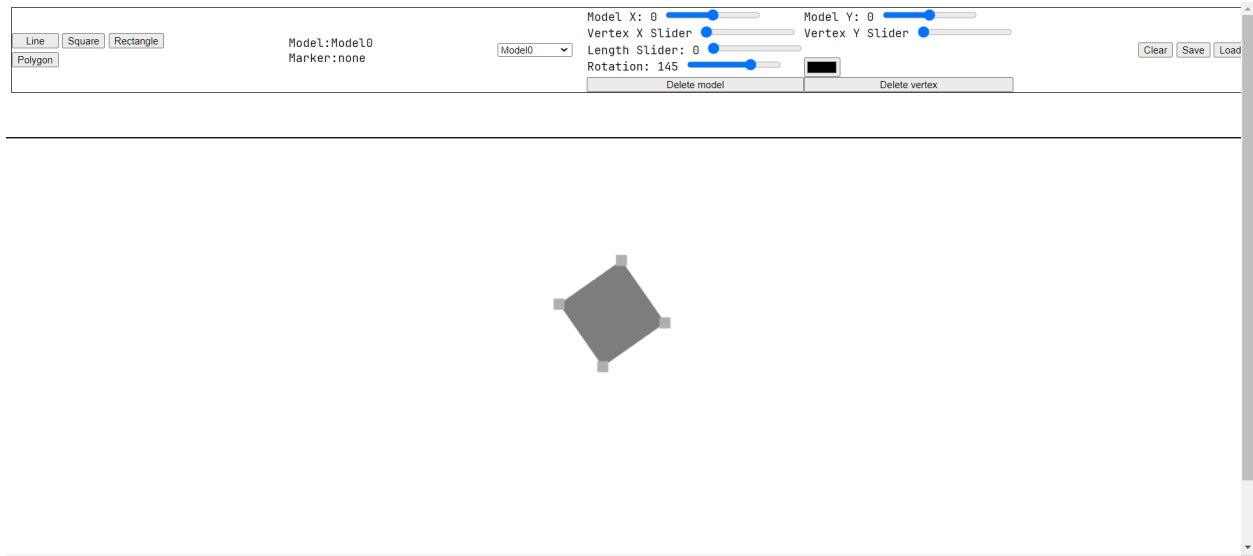 Line Square Rectangle
Polygon
Model:Model0
Marker:none
Model0
Model X: 0 Model Y: 0
Vertex X Slider Vertex Y Slider
Length Slider: 0
Rotation: 145
Delete model Delete vertex
Clear Save Load